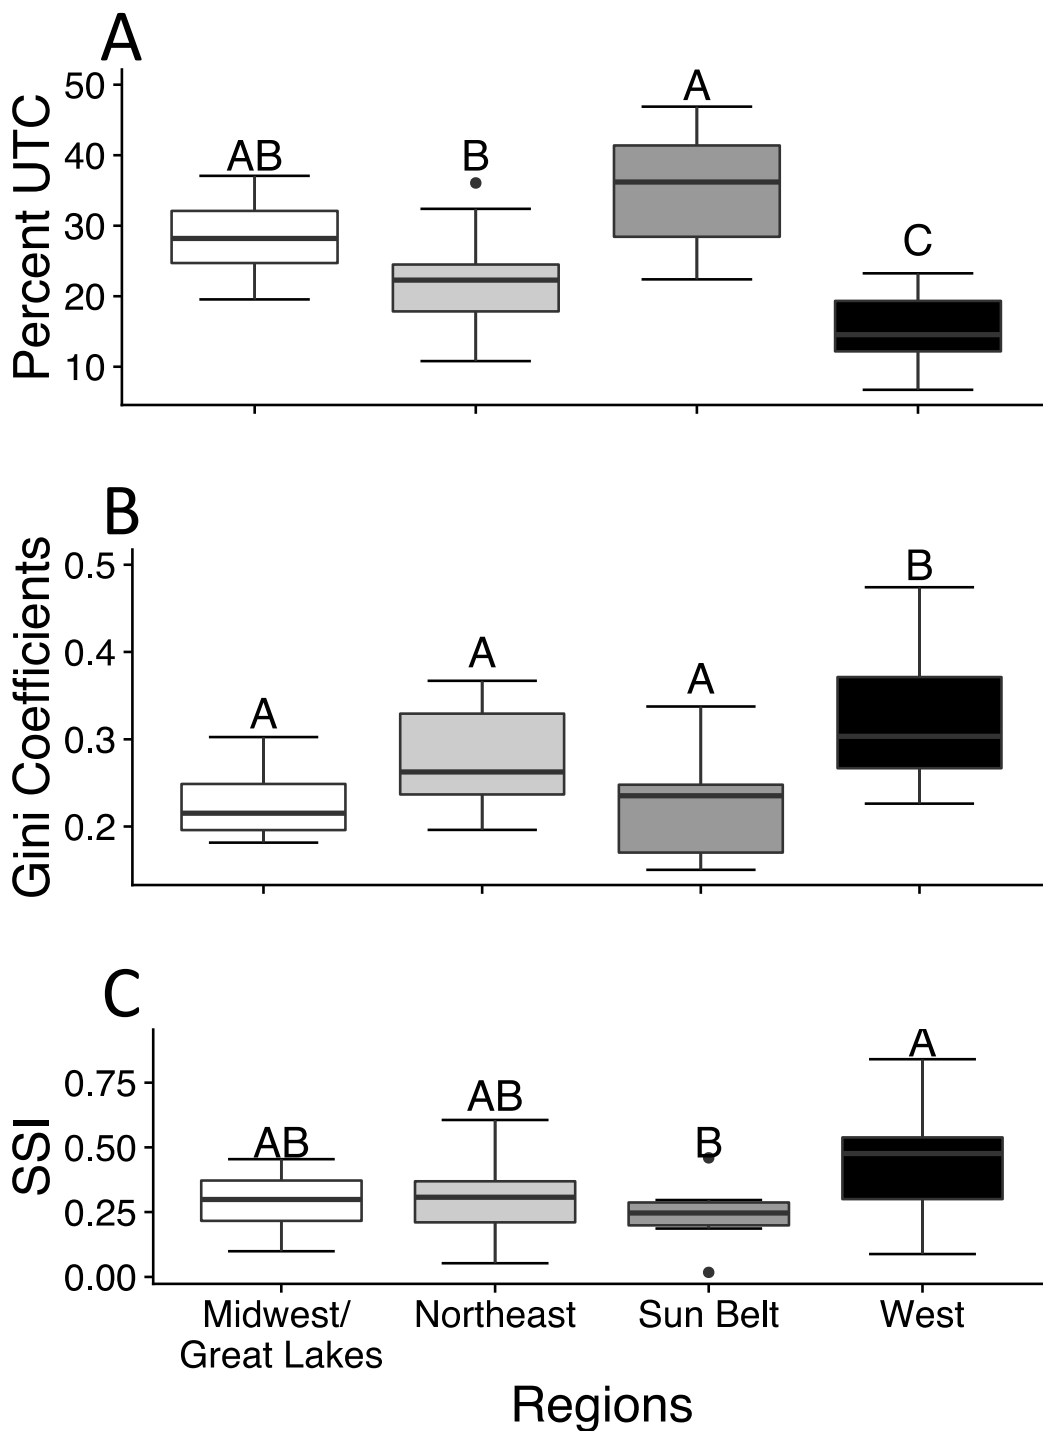 A
Percent UTC
50
40
30
20
10
AB
B
A
C
B
Gini Coefficients
0.5
0.4
0.3
0.2
A
A
A
B
C
SSI
0.75
0.50
0.25
0.00
AB
AB
B
A
Midwest/
Great Lakes
Northeast
Sun Belt
West
Regions